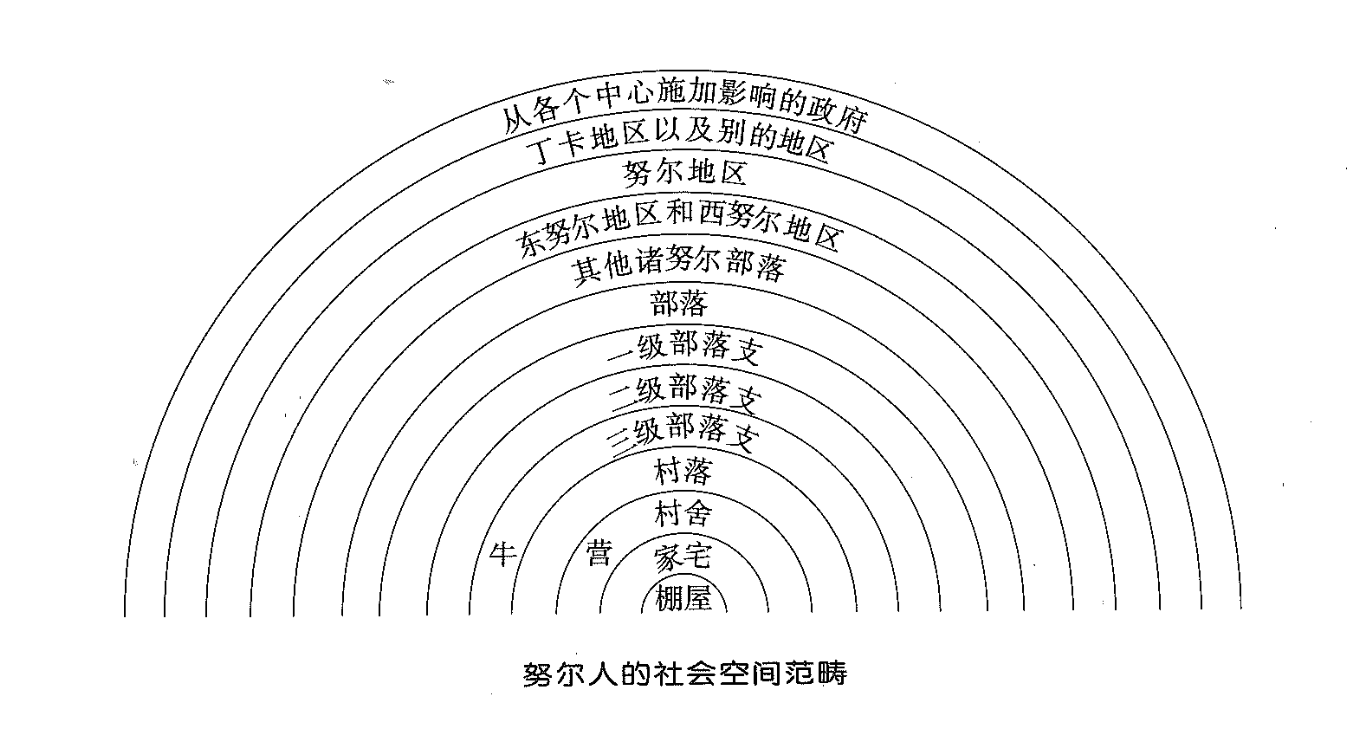 从各个中心施加影响的政府
丁卡地区以及别的地区
努尔地区
东努尔地区和西努尔地区
其他诸努尔部落
部落
一级部落支
二级部落支
三级部落支
村落
村舍
牛 营 家宅
棚屋
努尔人的社会空间范畴